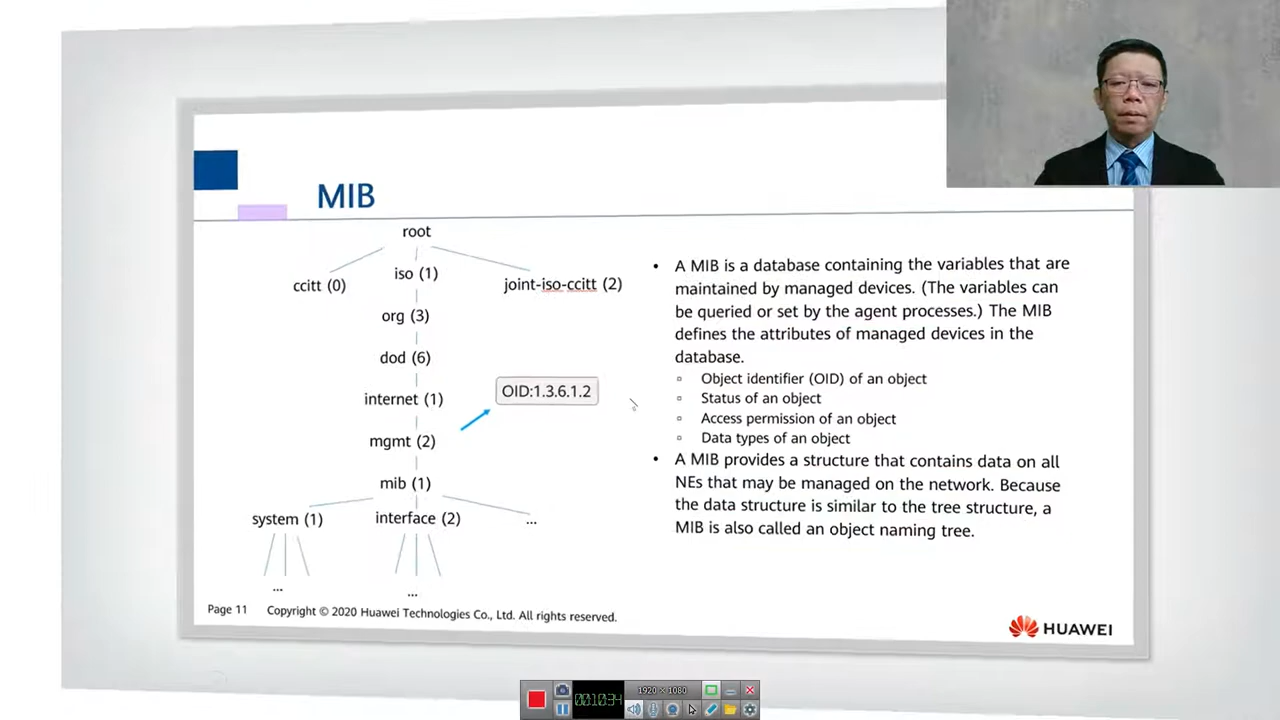 MIB
root
ccitt (0)
iso (1)
joint-iso-ccitt (2)
org (3)
dod (6)
internet (1)
OID:1.3.6.1.2
mgmt (2)
mib (1)
system (1)
interface (2)
...
...
...
• A MIB is a database containing the variables that are
maintained by managed devices. (The variables can
be queried or set by the agent processes.) The MIB
defines the attributes of managed devices in the
database.
▫ Object identifier (OID) of an object
▫ Status of an object
▫ Access permission of an object
▫ Data types of an object
• A MIB provides a structure that contains data on all
NEs that may be managed on the network. Because
the data structure is similar to the tree structure, a
MIB is also called an object naming tree.
Page 11 Copyright © 2020 Huawei Technologies Co., Ltd. All rights reserved.
HUAWEI
1920 × 1080